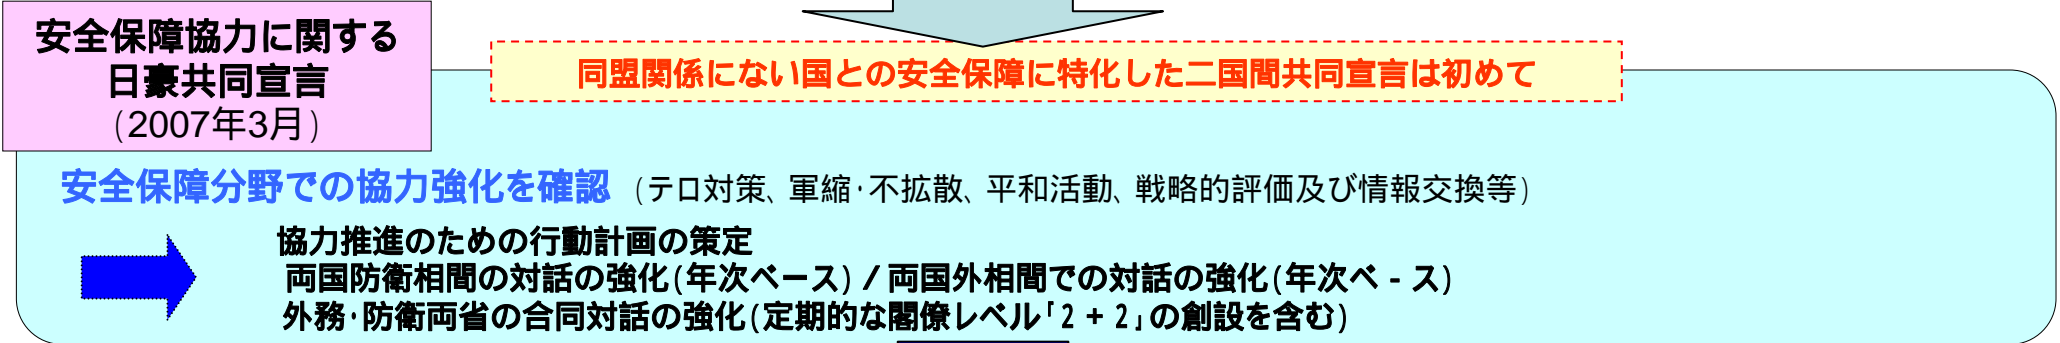 安全保障協力に関する
日豪共同宣言
(2007年3月)
同盟関係にない国との安全保障に特化した二国間共同宣言は初めて
安全保障分野での協力強化を確認 (テロ対策、軍縮・不拡散、平和活動、戦略的評価及び情報交換等)
協力推進のための行動計画の策定
両国防衛相間の対話の強化(年次ベース) / 両国外相間での対話の強化(年次ベ - ス)
外務・防衛両省の合同対話の強化(定期的な閣僚レベル「2 + 2」の創設を含む)